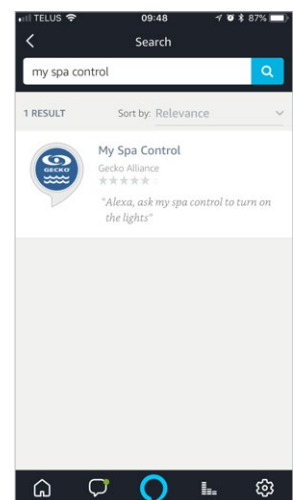 TELUS 09:48 87%
Search
my spa control
1 RESULT Sort by: Relevance
My Spa Control
GECKO
Gecko Alliance
"Alexa, ask my spa control to turn on
the lights"